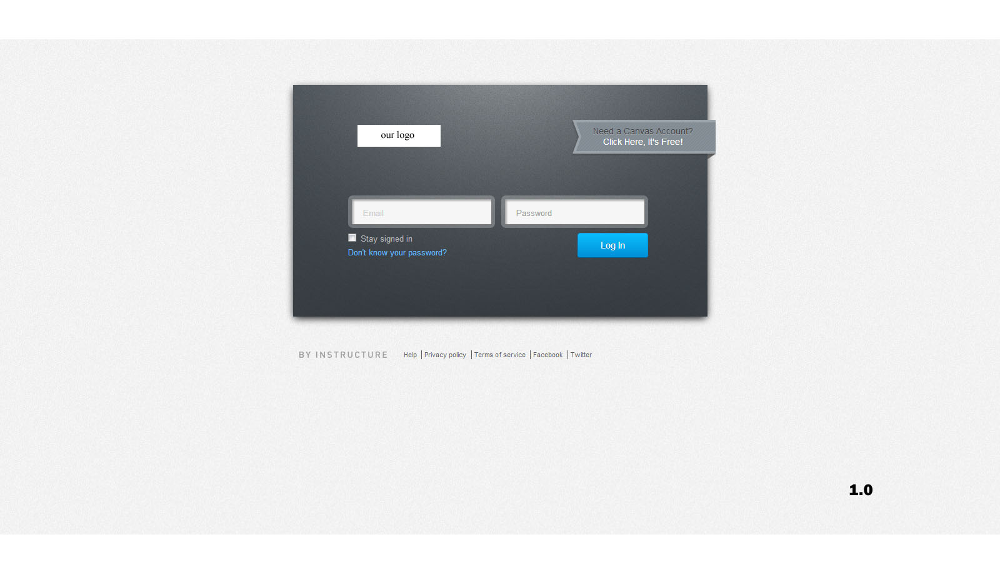 our logo
Need a Canvas Account?
Click Here, It's Free!
Email
Password
Stay signed in
Log In
Don't know your password?
BY INSTRUCTURE
Help
Privacy policy
Terms of service
Facebook
Twitter
1.0